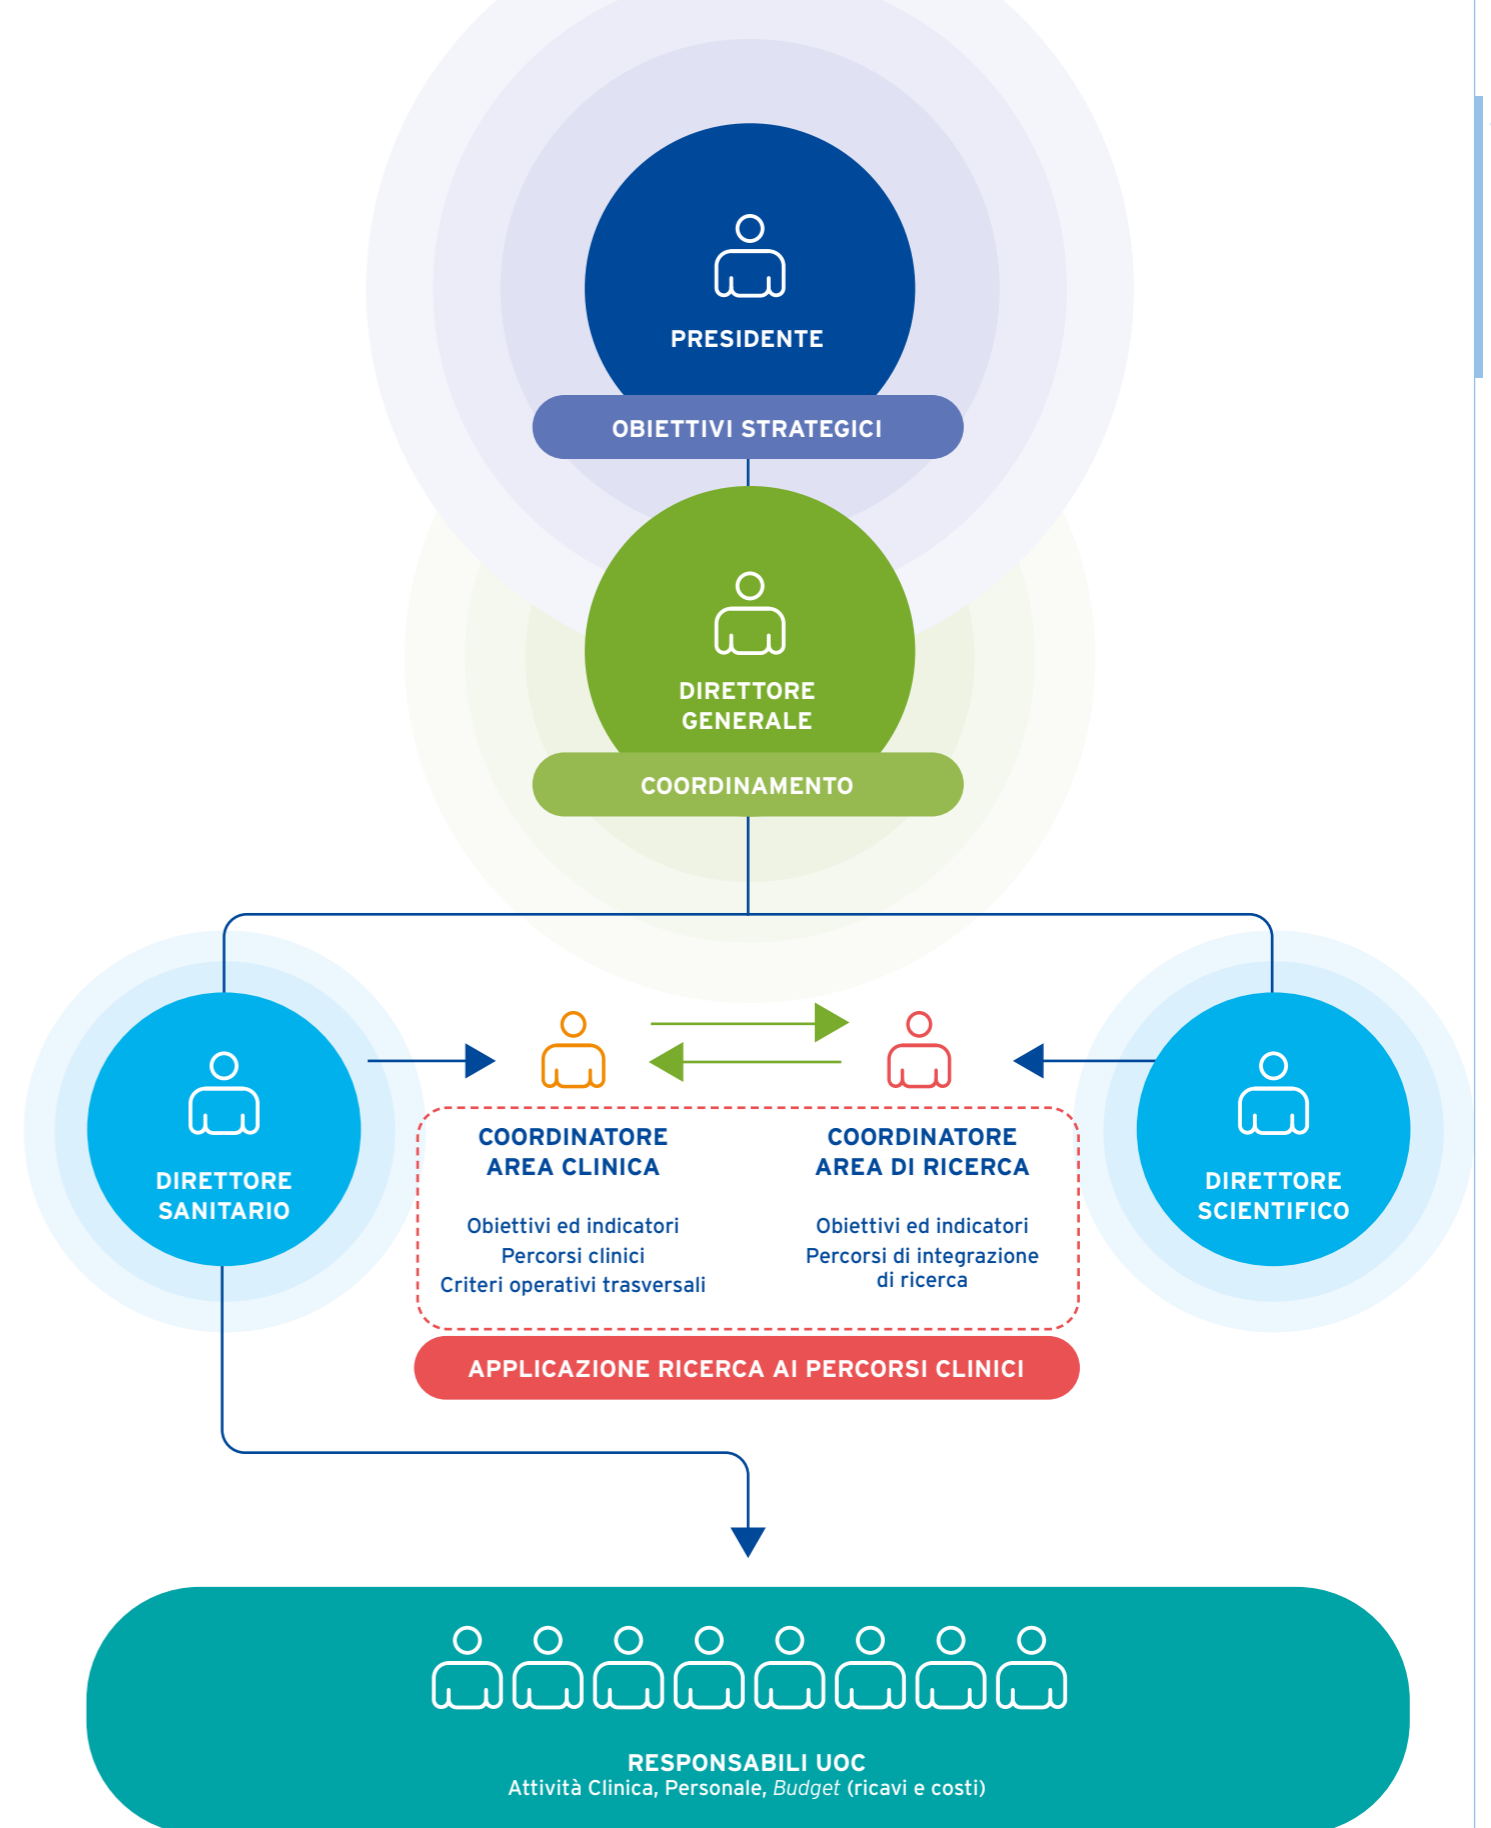 PRESIDENTE
OBIETTIVI STRATEGICI
DIRETTORE
GENERALE
COORDINAMENTO
DIRETTORE
SANITARIO
COORDINATORE
AREA CLINICA
Obiettivi ed indicatori
Percorsi clinici
Criteri operativi trasversali
COORDINATORE
AREA DI RICERCA
Obiettivi ed indicatori
Percorsi di integrazione
di ricerca
DIRETTORE
SCIENTIFICO
APPLICAZIONE RICERCA AI PERCORSI CLINICI
RESPONSABILI UOC
Attività Clinica, Personale, Budget (ricavi e costi)